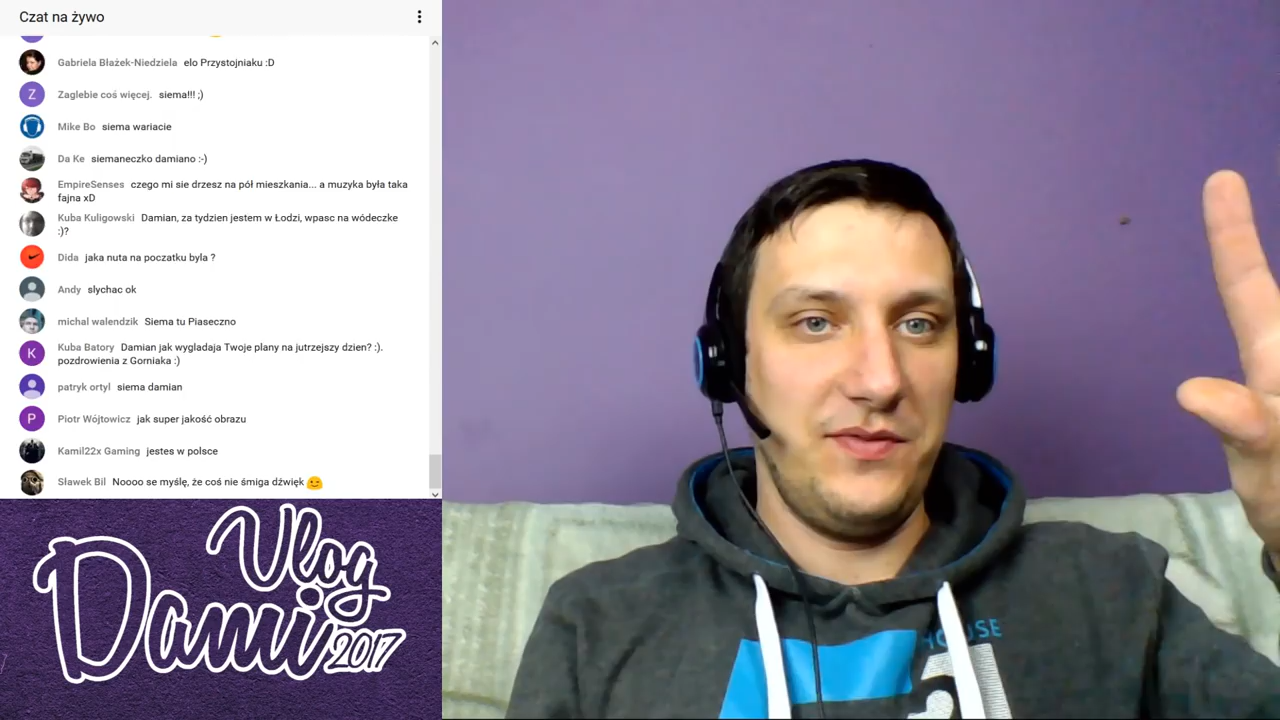 Czat na żywo
Gabriela Błażek-Niedziela elo Przystojniaku :D
Z
Zaglebie coś więcej. siema!!! ;)
Mike Bo siema wariacie
Da Ke siemaneczko damiano :-)
EmpireSenses czego mi sie drzesz na pół mieszkania... a muzyka była taka
fajna xD
Kuba Kuligowski Damian, za tydzien jestem w Łodzi, wpasc na wódeczke
:)?
Dida jaka nuta na poczatku byla ?
Andy slychac ok
michal walendzik Siema tu Piaseczno
K
Kuba Batory Damian jak wygladaja Twoje plany na jutrzejszy dzien? :).
pozdrowienia z Gorniaka :)
patryk ortyl siema damian
P
Piotr Wójtowicz jak super jakość obrazu
Kamil22x Gaming jestes w polsce
Sławek Bil Noooo se myślę, że coś nie śmiga dźwięk 😊
Vlog
Dami
2017